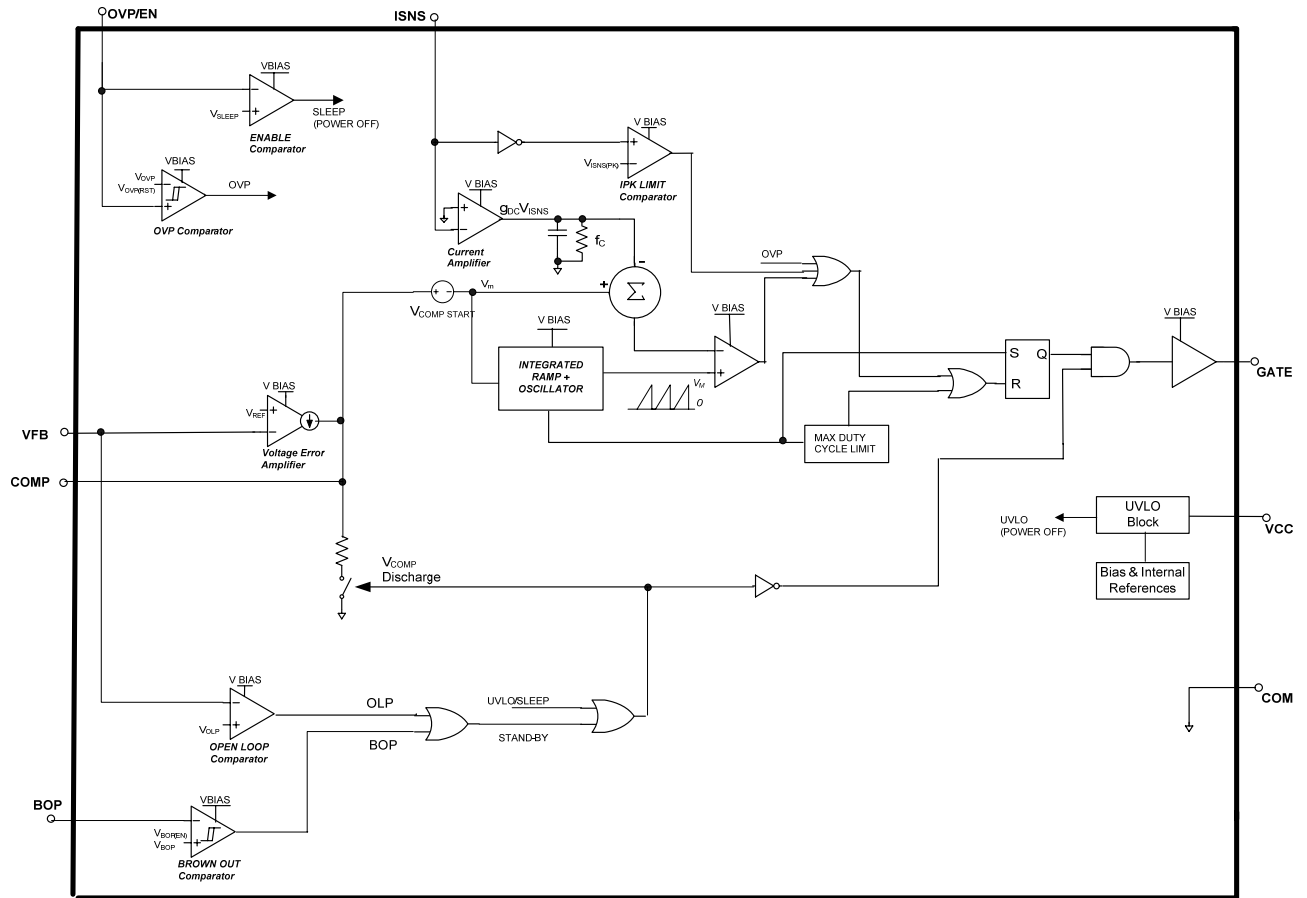 OVP/EN
ISNS
VBIAS
−
VSLEEP +
SLEEP
(POWER OFF)
ENABLE
Comparator
VBIAS
VOVP −
VOVP(RST)
+
OVP
OVP Comparator
V BIAS
+
VISNS(PK) −
IPK LIMIT
Comparator
V BIAS
+
−
gDCVISNS
Current
Amplifier
fC
-
+
Σ
Vm
+ -
VCOMP START
V BIAS
INTEGRATED
RAMP +
OSCILLATOR
VM
0
V BIAS
−
+
OVP
S Q
R
V BIAS
GATE
MAX DUTY
CYCLE LIMIT
V BIAS
VREF +
−
VFB
Voltage Error
Amplifier
COMP
UVLO
(POWER OFF)
UVLO
Block
VCC
Bias & Internal
References
VCOMP
Discharge
V BIAS
−
VOLP +
OPEN LOOP
Comparator
OLP
BOP
UVLO/SLEEP
STAND-BY
COM
BOP
VBIAS
−
VBOP(EN)
VBOP +
BROWN OUT
Comparator